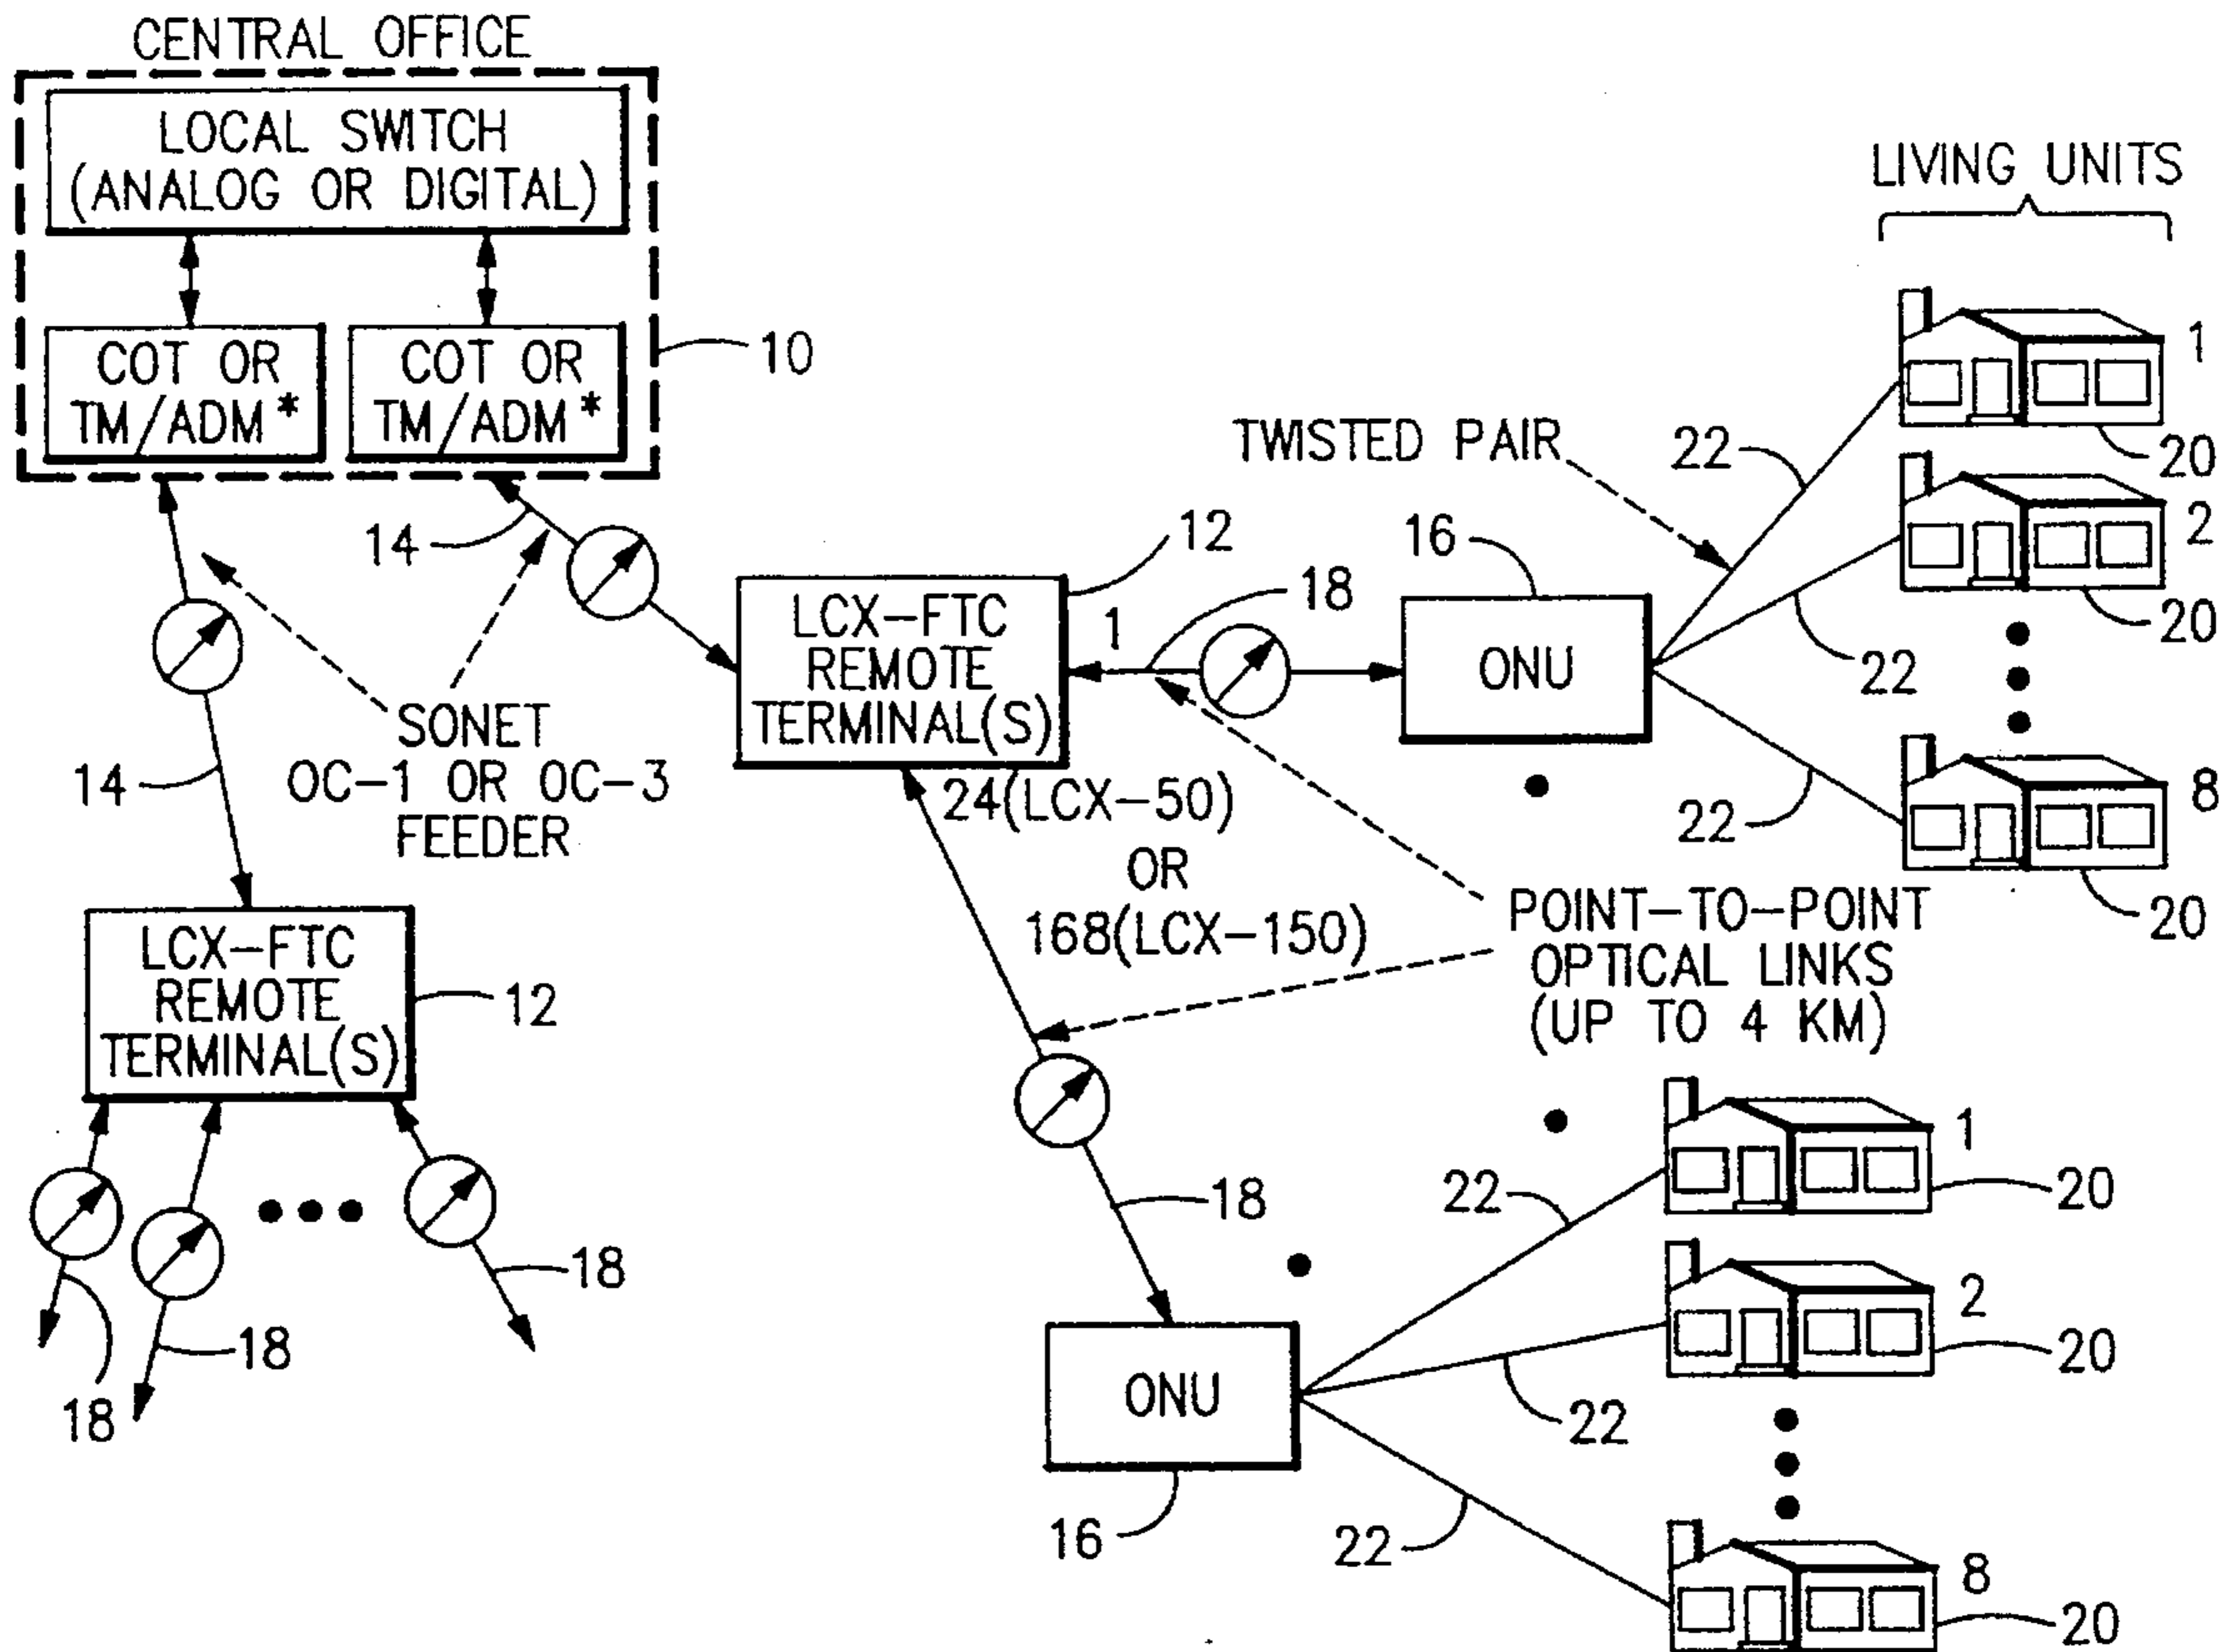 CENTRAL OFFICE
LOCAL SWITCH
(ANALOG OR DIGITAL)
COT OR
TM/ADM*
COT OR
TM/ADM*
10
LIVING UNITS
1
20
2
20
8
20
TWISTED PAIR
22
22
22
14
12
16
LCX-FTC
REMOTE
TERMINAL(S)
1
18
ONU
SONET
OC-1 OR OC-3
FEEDER
14
24(LCX-50)
OR
168(LCX-150)
POINT-TO-POINT
OPTICAL LINKS
(UP TO 4 KM)
LCX-FTC
REMOTE
TERMINAL(S)
12
18
18
18
18
ONU
16
22
22
22
1
20
2
20
8
20